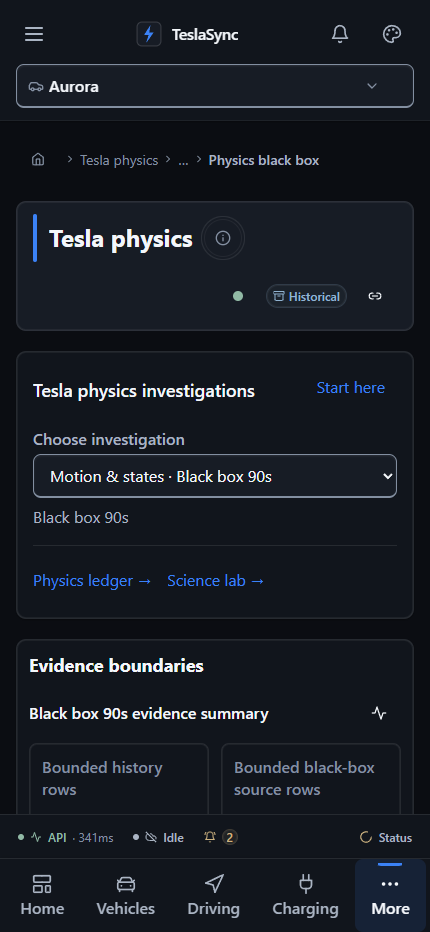 TeslaSync
Aurora
Tesla physics
...
Physics black box
Tesla physics
Historical
Tesla physics investigations
Start here
Choose investigation
Motion & states · Black box 90s
Black box 90s
Physics ledger →
Science lab →
Evidence boundaries
Black box 90s evidence summary
Bounded history
rows
Bounded black-box
source rows
API · 341ms
Idle
2
Status
Home
Vehicles
Driving
Charging
More